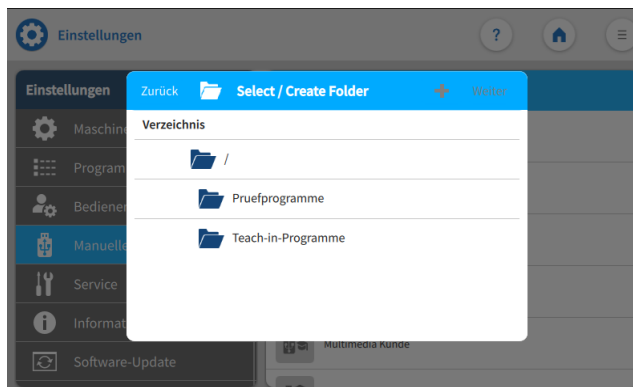 Einstellungen
?
Einstellungen
Zurück
Select / Create Folder
+
Weiter
Maschine
Verzeichnis
/
Program
Pruefprogramme
Bediener
Teach-in-Programme
Manuelle
Service
Informat
Multimedia Kunde
Software-Update